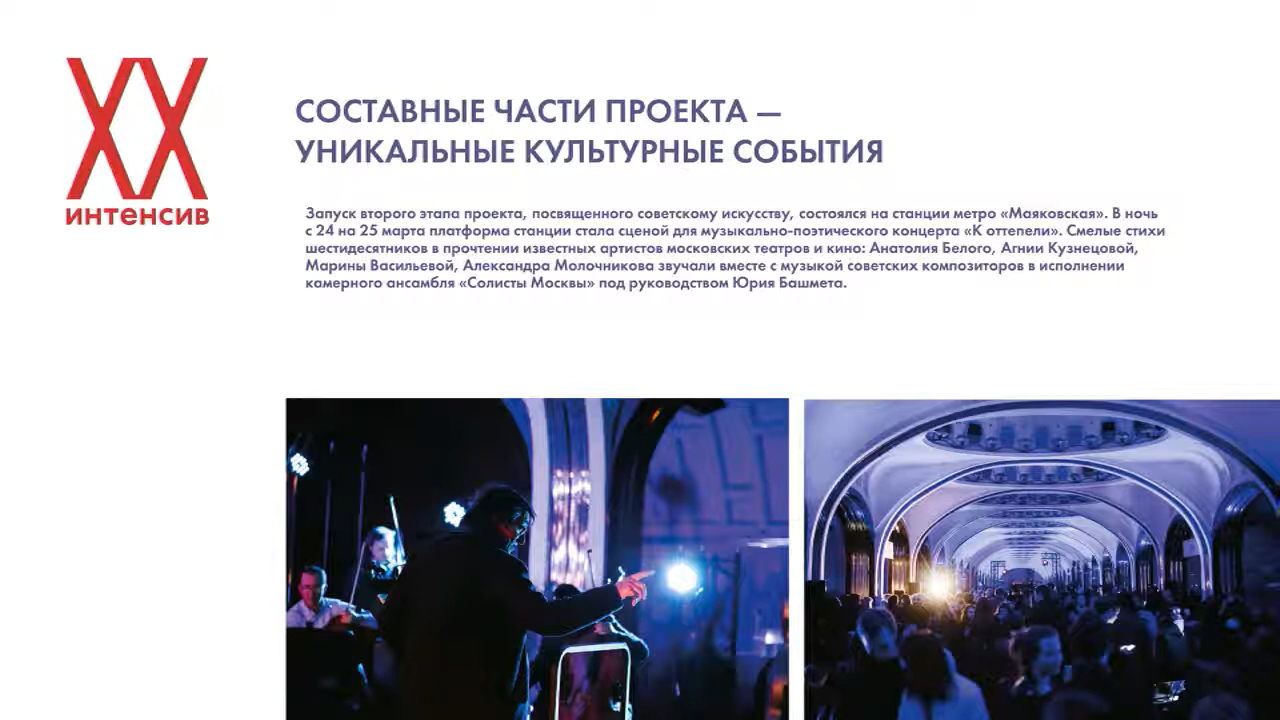 XX
интенсив
СОСТАВНЫЕ ЧАСТИ ПРОЕКТА —
УНИКАЛЬНЫЕ КУЛЬТУРНЫЕ СОБЫТИЯ
Запуск второго этапа проекта, посвященного советскому искусству, состоялся на станции метро «Маяковская». В ночь
с 24 на 25 марта платформа станции стала сценой для музыкально-поэтического концерта «К оттепели». Смелые стихи
шестидесятников в прочтении известных артистов московских театров и кино: Анатолия Белого, Агнии Кузнецовой,
Марины Васильевой, Александра Молочникова звучали вместе с музыкой советских композиторов в исполнении
камерного ансамбля «Солисты Москвы» под руководством Юрия Башмета.